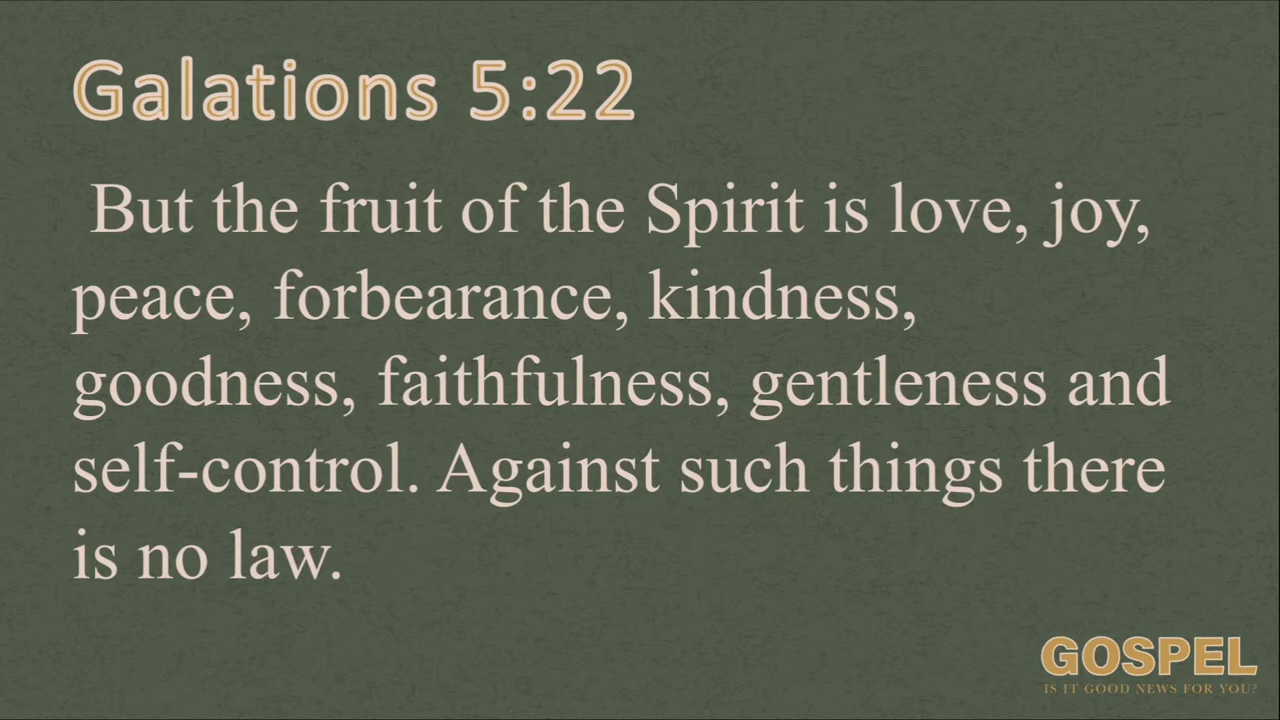 Galations 5:22
But the fruit of the Spirit is love, joy,
peace, forbearance, kindness,
goodness, faithfulness, gentleness and
self-control. Against such things there
is no law.
GOSPEL
IS IT GOOD NEWS FOR YOU?